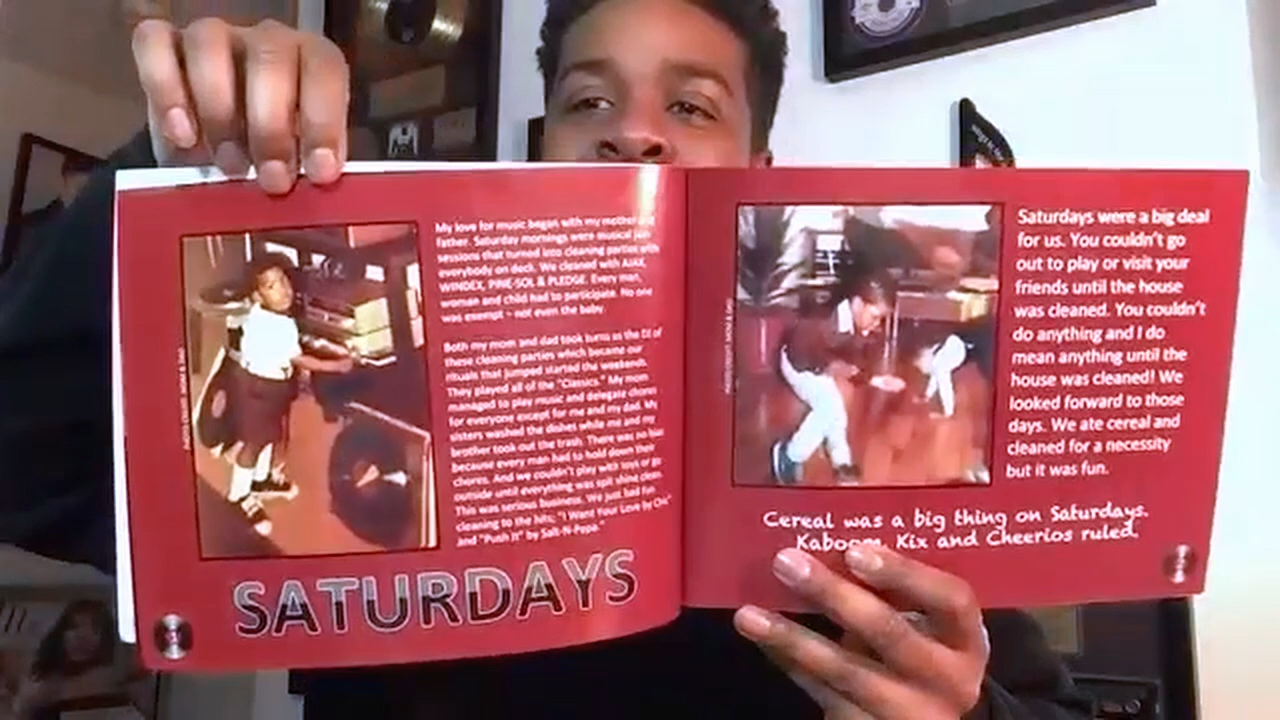 My love for music began with my mother and
father. Saturday mornings were musical jam
sessions that turned into cleaning parties with
everybody on deck. We cleaned with AJAX,
WINDEX, PINE-SOL & PLEDGE. Every man,
woman and child had to participate. No one
was exempt – not even the baby.
Both my mom and dad took turns as the DJ of
these cleaning parties which became our
rituals that jumped started the weekends.
They played all of the "Classics." My mom
managed to play music and delegate chores
for everyone except for me and my dad. My
sisters washed the dishes while me and my
brother took out the trash. There was no
because every man had to hold down their
chores. And we couldn't play with toys or go
outside until everything was spit shine clean.
This was serious business. We just had fun
cleaning to the hits; "I Want Your Love by Chic"
and "Push It" by Salt-N-Pepa."
SATURDAYS
Saturdays were a big deal
for us. You couldn't go
out to play or visit your
friends until the house
was cleaned. You couldn't
do anything and I do
mean anything until the
house was cleaned! We
looked forward to those
days. We ate cereal and
cleaned for a necessity
but it was fun.
Cereal was a big thing on Saturdays.
Kaboom, Kix and Cheerios ruled.